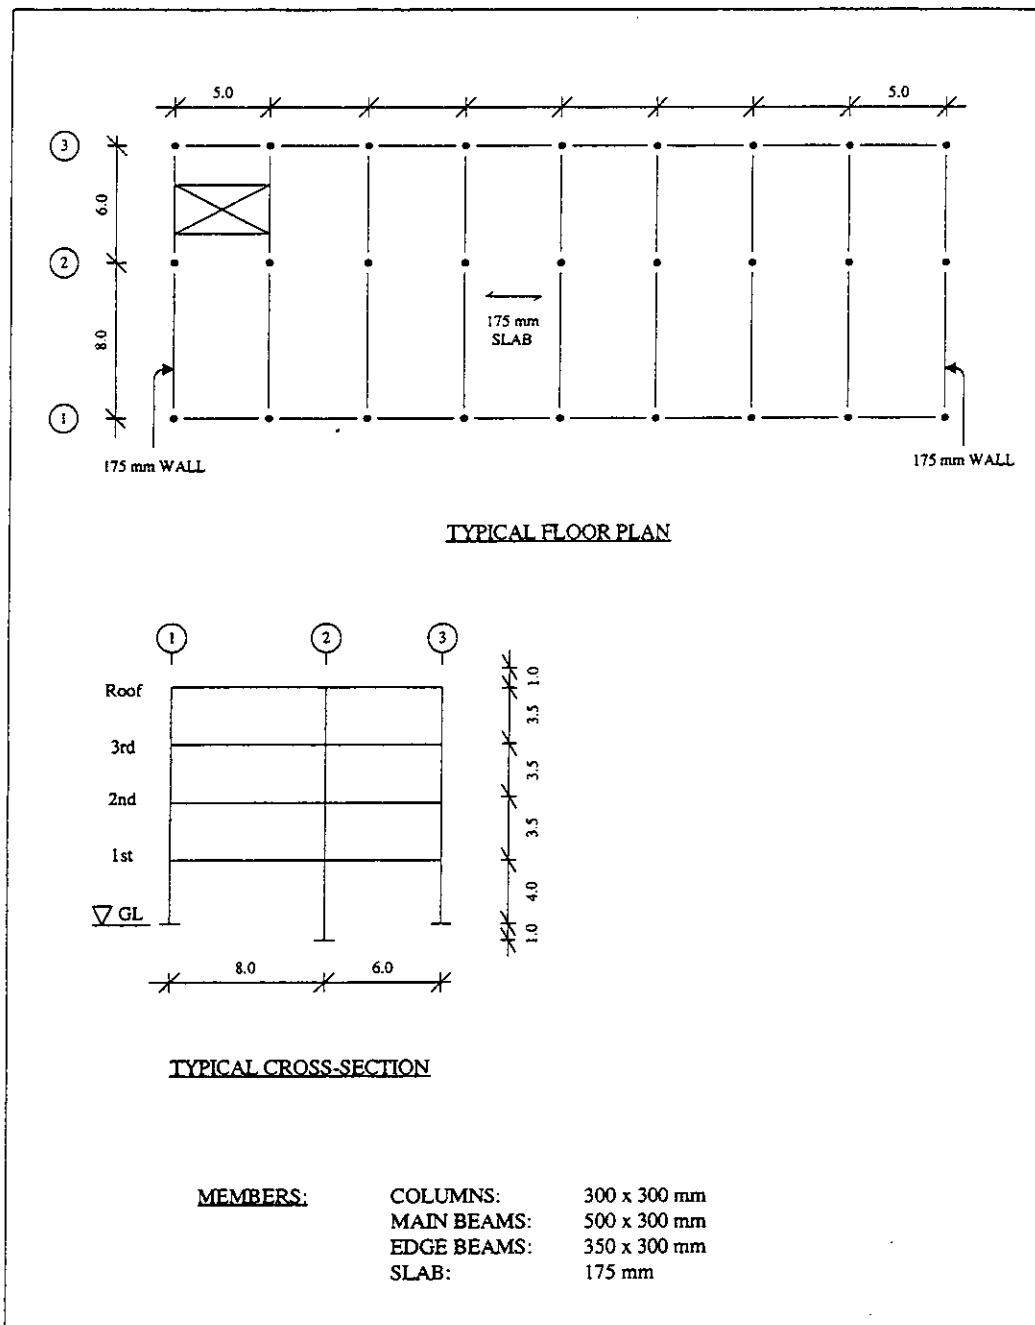 5.0 5.0
3
6.0
2
175 mm
SLAB
8.0
1
175 mm WALL 175 mm WALL
TYPICAL FLOOR PLAN
1 2 3
1.0
Roof
3.5
3rd
3.5
2nd
3.5
1st
4.0
GL
1.0
8.0 6.0
TYPICAL CROSS-SECTION
MEMBERS: COLUMNS: 300 x 300 mm
MAIN BEAMS: 500 x 300 mm
EDGE BEAMS: 350 x 300 mm
SLAB: 175 mm